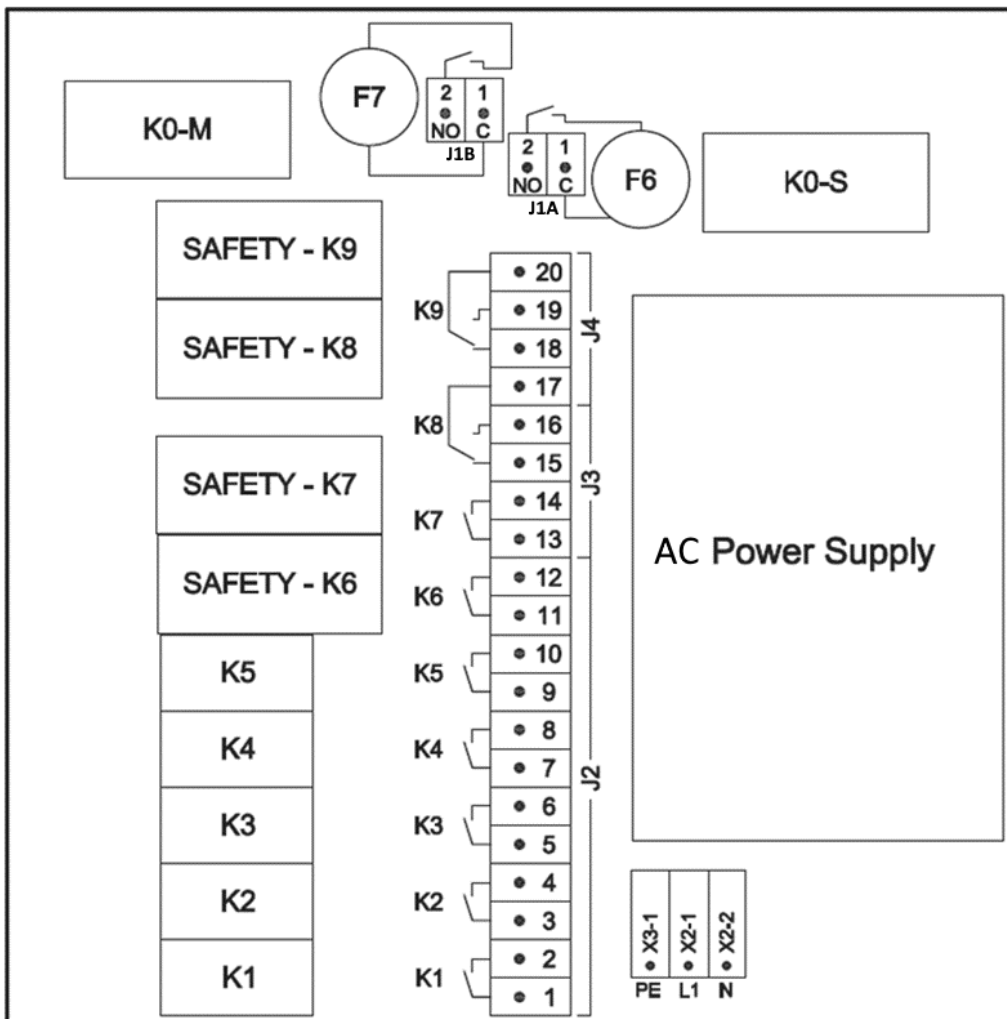 F7
2 1
NO C
J1B
K0-M
2 1
NO C
J1A
F6
K0-S
SAFETY - K9
SAFETY - K8
SAFETY - K7
SAFETY - K6
K5
K4
K3
K2
K1
K9
K8
K7
K6
K5
K4
K3
K2
K1
20
19
18
17
16
15
14
13
12
11
10
9
8
7
6
5
4
3
2
1
J4
J3
J2
AC Power Supply
X3-1 X2-1 X2-2
PE L1 N